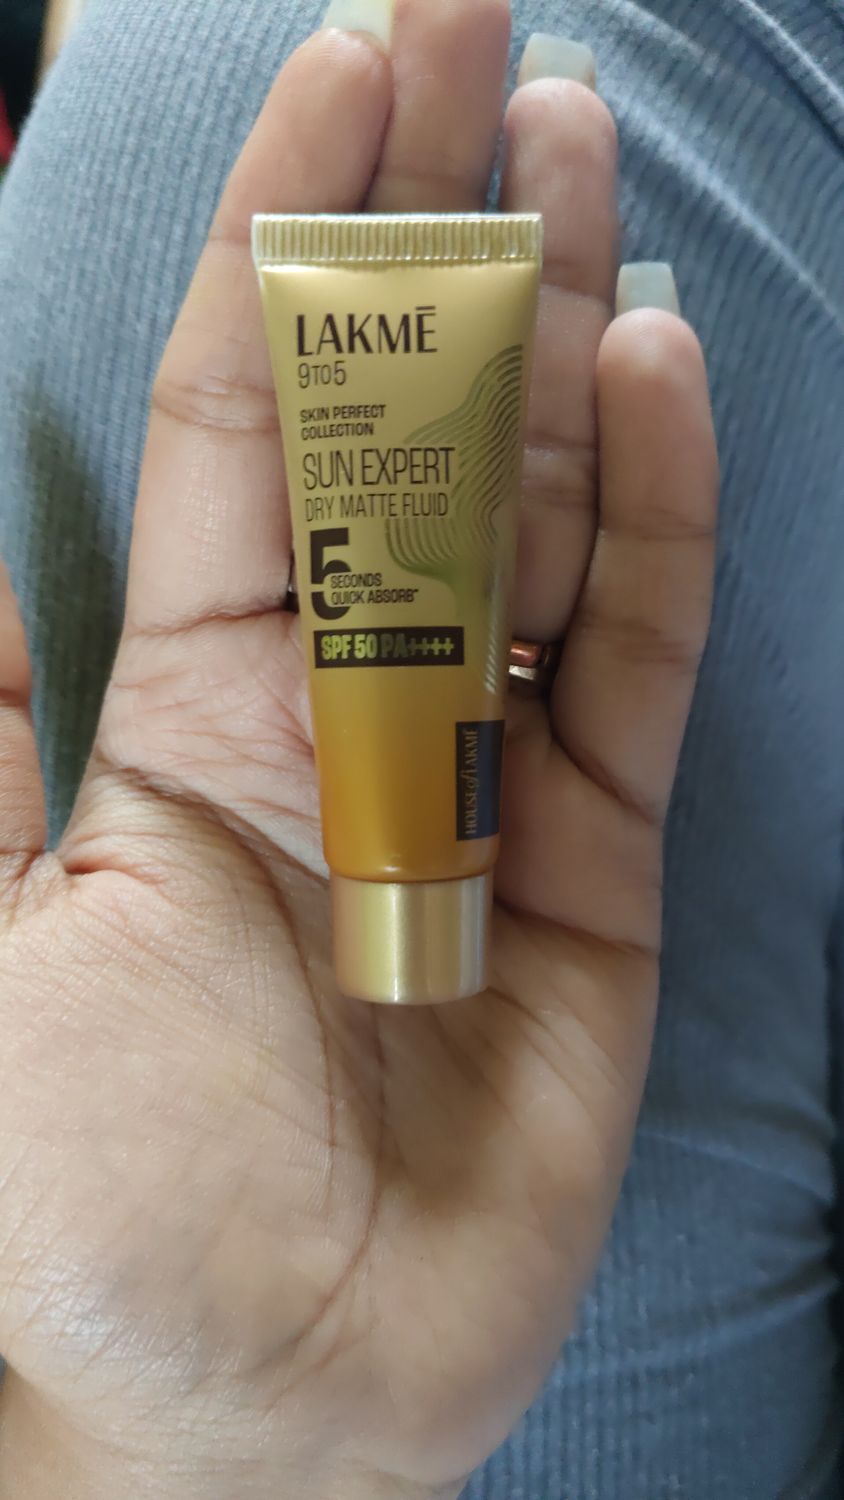 LAKMĒ
9TO5
SKIN PERFECT
COLLECTION
SUN EXPERT
DRY MATTE FLUID
5
SECONDS
QUICK ABSORB*
SPF 50 PA++++
HOUSE of LAKMĒ